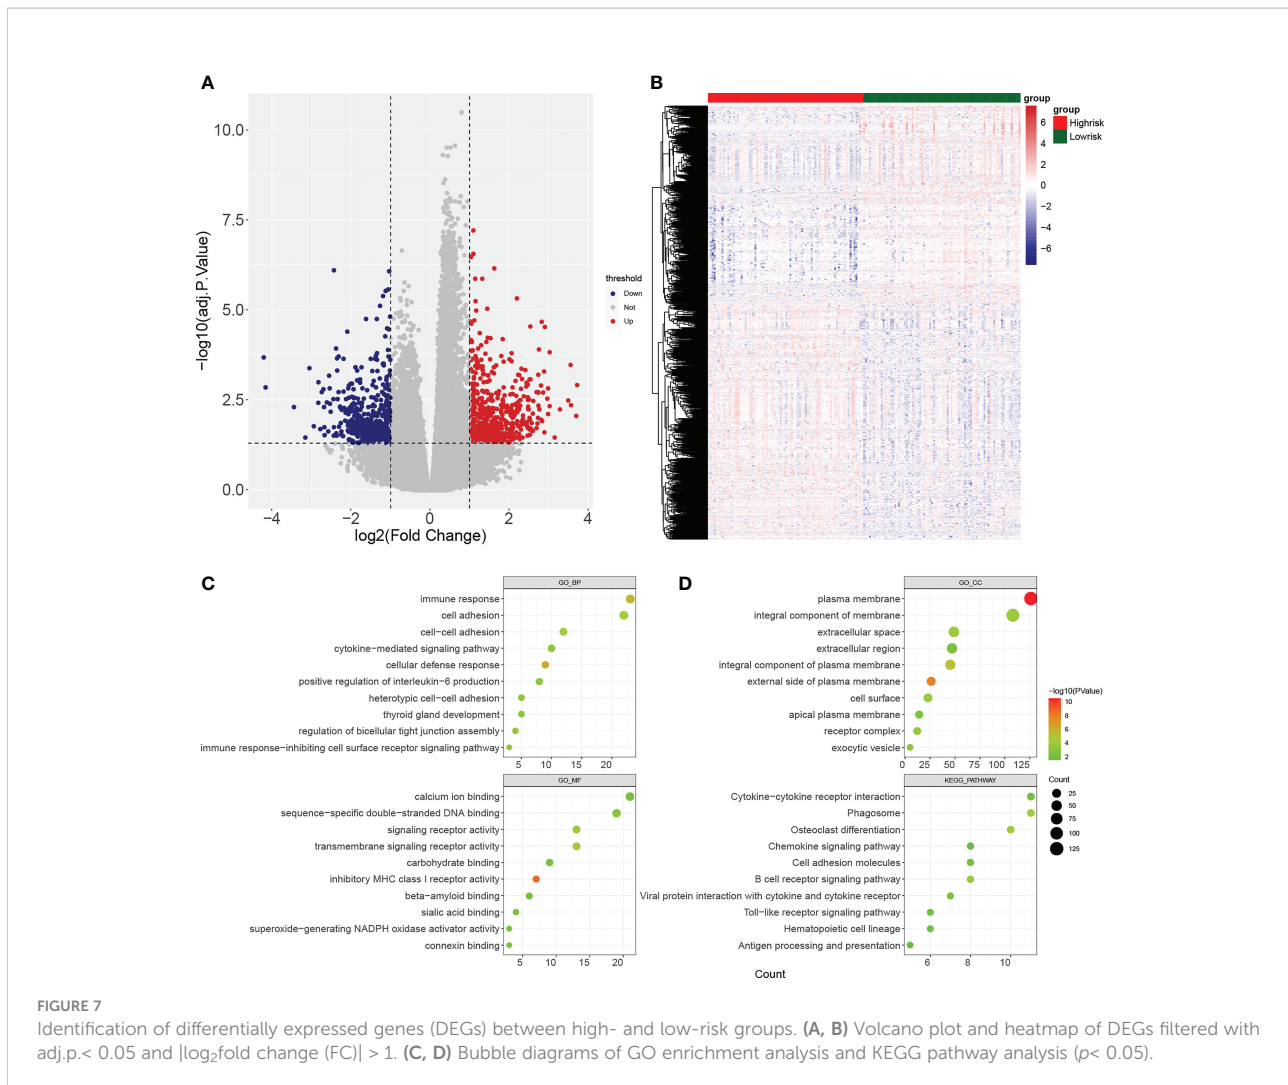 A
B
10.0
7.5
5.0
2.5
0.0
−log10(adj.P.Value)
−4
−2
0
2
4
log2(Fold Change)
threshold
Down
Not
Up
group
6
4
2
0
−2
−4
−6
group
Highrisk
Lowrisk
C
GO_BP
immune response
cell adhesion
cell−cell adhesion
cytokine−mediated signaling pathway
cellular defense response
positive regulation of interleukin−6 production
heterotypic cell−cell adhesion
thyroid gland development
regulation of bicellular tight junction assembly
immune response−inhibiting cell surface receptor signaling pathway
5
10
15
20
D
GO_CC
plasma membrane
integral component of membrane
extracellular space
extracellular region
integral component of plasma membrane
external side of plasma membrane
cell surface
apical plasma membrane
receptor complex
exocytic vesicle
0
25
50
75
100
125
GO_MF
calcium ion binding
sequence−specific double−stranded DNA binding
signaling receptor activity
transmembrane signaling receptor activity
carbohydrate binding
inhibitory MHC class I receptor activity
beta−amyloid binding
sialic acid binding
superoxide−generating NADPH oxidase activator activity
connexin binding
5
10
15
20
KEGG_PATHWAY
Cytokine−cytokine receptor interaction
Phagosome
Osteoclast differentiation
Chemokine signaling pathway
Cell adhesion molecules
B cell receptor signaling pathway
Viral protein interaction with cytokine and cytokine receptor
Toll−like receptor signaling pathway
Hematopoietic cell lineage
Antigen processing and presentation
6
8
10
Count
−log10(PValue)
10
8
6
4
2
Count
25
50
75
100
125
FIGURE 7
Identification of differentially expressed genes (DEGs) between high- and low-risk groups. (A, B) Volcano plot and heatmap of DEGs filtered with
adj.p.< 0.05 and |log₂fold change (FC)| > 1. (C, D) Bubble diagrams of GO enrichment analysis and KEGG pathway analysis (p< 0.05).